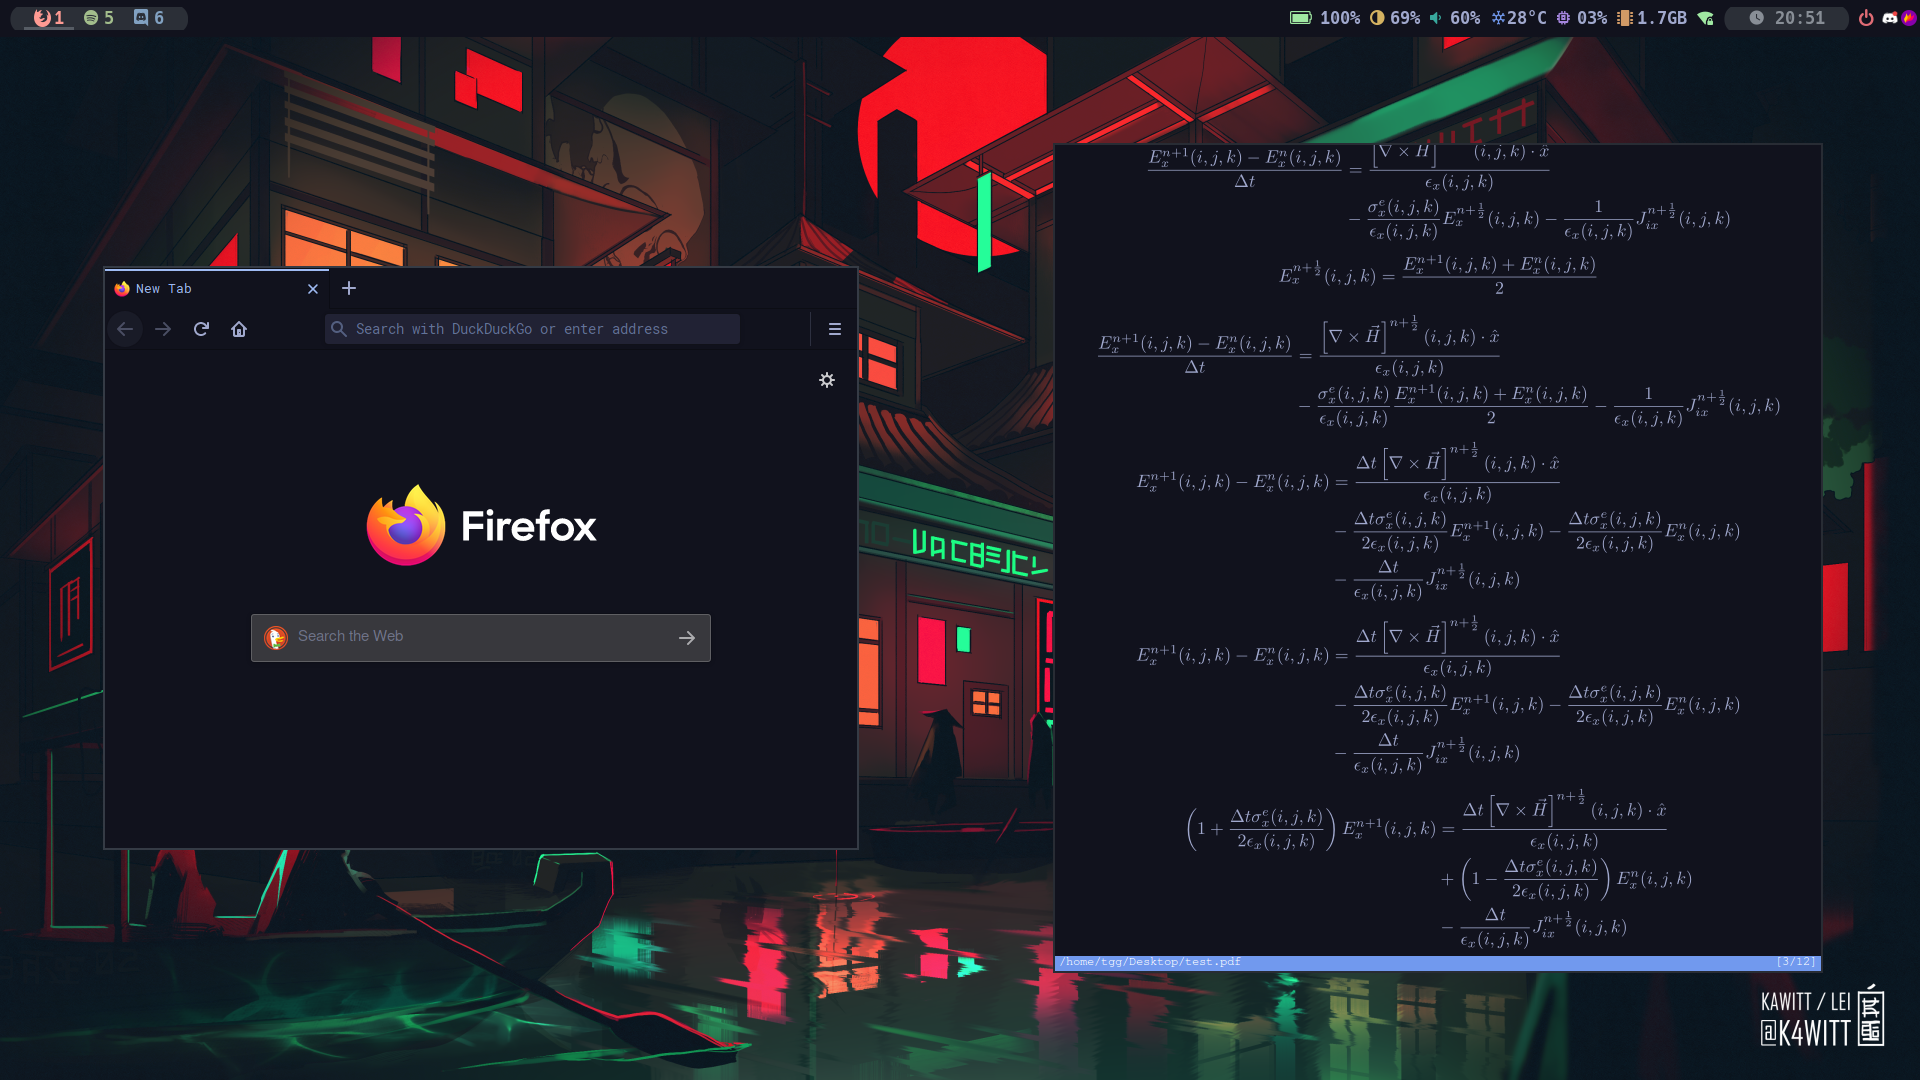 1 5 6
100% 69% 60% 28°C 03% 1.7GB 20:51
New Tab
Search with DuckDuckGo or enter address
Firefox
Search the Web
\frac{E_x^{n+1}(i,j,k) - E_x^n(i,j,k)}{\Delta t} = \frac{[\nabla \times H] (i,j,k) \cdot \hat{x}}{\epsilon_x(i,j,k)}
- \frac{\sigma_x^e(i,j,k)}{\epsilon_x(i,j,k)} E_x^{n+\frac{1}{2}}(i,j,k) - \frac{1}{\epsilon_x(i,j,k)} J_{ix}^{n+\frac{1}{2}}(i,j,k)
E_x^{n+\frac{1}{2}}(i,j,k) = \frac{E_x^{n+1}(i,j,k) + E_x^n(i,j,k)}{2}
\frac{E_x^{n+1}(i,j,k) - E_x^n(i,j,k)}{\Delta t} = \frac{[\nabla \times \vec{H}]^{n+\frac{1}{2}} (i,j,k) \cdot \hat{x}}{\epsilon_x(i,j,k)}
- \frac{\sigma_x^e(i,j,k)}{\epsilon_x(i,j,k)} \frac{E_x^{n+1}(i,j,k) + E_x^n(i,j,k)}{2} - \frac{1}{\epsilon_x(i,j,k)} J_{ix}^{n+\frac{1}{2}}(i,j,k)
E_x^{n+1}(i,j,k) - E_x^n(i,j,k) = \frac{\Delta t [\nabla \times \vec{H}]^{n+\frac{1}{2}} (i,j,k) \cdot \hat{x}}{\epsilon_x(i,j,k)}
- \frac{\Delta t \sigma_x^e(i,j,k)}{2\epsilon_x(i,j,k)} E_x^{n+1}(i,j,k) - \frac{\Delta t \sigma_x^e(i,j,k)}{2\epsilon_x(i,j,k)} E_x^n(i,j,k)
- \frac{\Delta t}{\epsilon_x(i,j,k)} J_{ix}^{n+\frac{1}{2}}(i,j,k)
E_x^{n+1}(i,j,k) - E_x^n(i,j,k) = \frac{\Delta t [\nabla \times \vec{H}]^{n+\frac{1}{2}} (i,j,k) \cdot \hat{x}}{\epsilon_x(i,j,k)}
- \frac{\Delta t \sigma_x^e(i,j,k)}{2\epsilon_x(i,j,k)} E_x^{n+1}(i,j,k) - \frac{\Delta t \sigma_x^e(i,j,k)}{2\epsilon_x(i,j,k)} E_x^n(i,j,k)
- \frac{\Delta t}{\epsilon_x(i,j,k)} J_{ix}^{n+\frac{1}{2}}(i,j,k)
\left(1 + \frac{\Delta t \sigma_x^e(i,j,k)}{2\epsilon_x(i,j,k)}\right) E_x^{n+1}(i,j,k) = \frac{\Delta t [\nabla \times \vec{H}]^{n+\frac{1}{2}} (i,j,k) \cdot \hat{x}}{\epsilon_x(i,j,k)}
+ \left(1 - \frac{\Delta t \sigma_x^e(i,j,k)}{2\epsilon_x(i,j,k)}\right) E_x^n(i,j,k)
- \frac{\Delta t}{\epsilon_x(i,j,k)} J_{ix}^{n+\frac{1}{2}}(i,j,k)
/home/tgg/Desktop/test.pdf [3/12]
KAWITT / LEI
@K4WITT